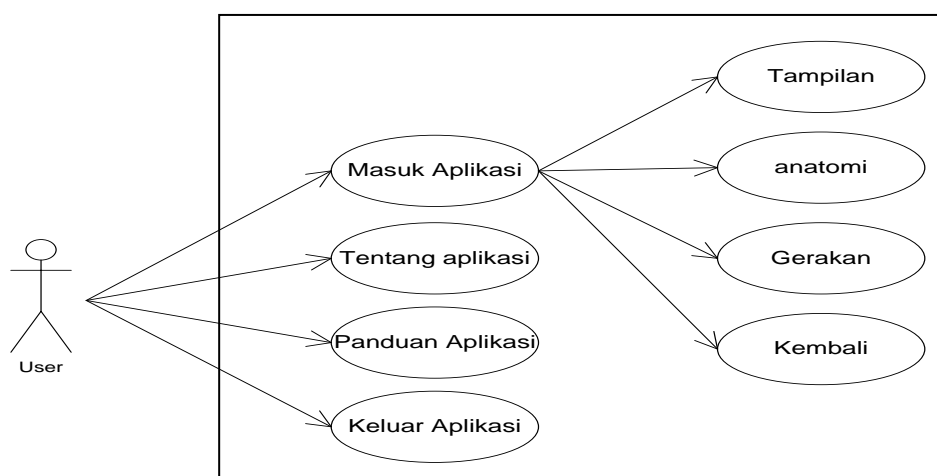 Tampilan
Masuk Aplikasi
anatomi
Tentang aplikasi
Gerakan
Panduan Aplikasi
Kembali
User
Keluar Aplikasi